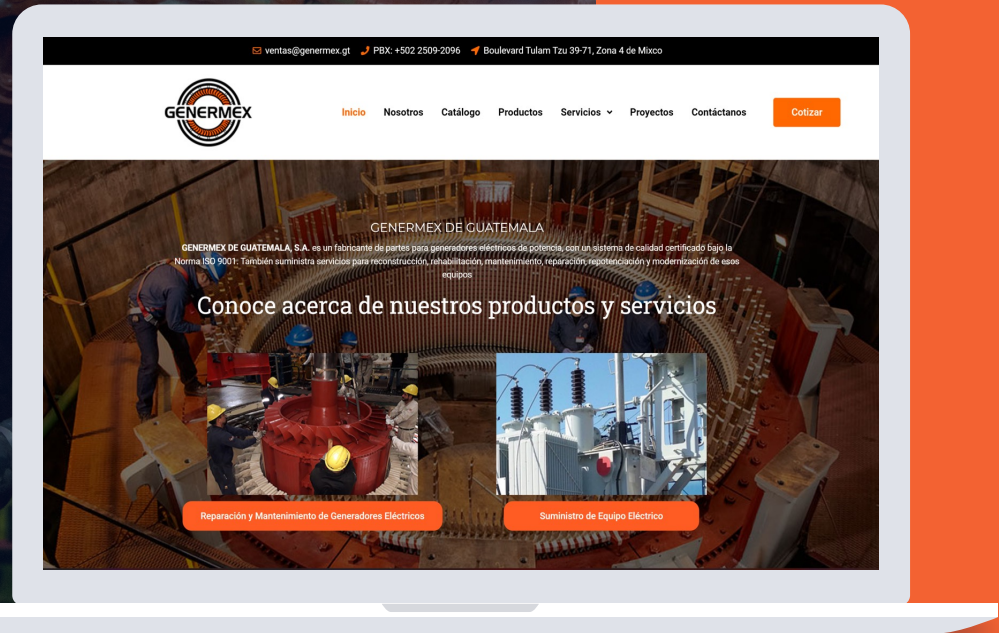 ventas@genermex.gt PBX: +502 2509-2096 Boulevard Tulam Tzu 39-71, Zona 4 de Mixco
GENERMEX
Inicio Nosotros Catálogo Productos Servicios Proyectos Contáctanos Cotizar
GENERMEX DE GUATEMALA
GENERMEX DE GUATEMALA, S.A. es un fabricante de partes para generadores eléctricos de potencia, con un sistema de calidad certificado bajo la
Norma ISO 9001: También suministra servicios para reconstrucción, rehabilitación, mantenimiento, reparación, repotenciación y modernización de esos
equipos
Conoce acerca de nuestros productos y servicios
Reparación y Mantenimiento de Generadores Eléctricos
Suministro de Equipo Eléctrico